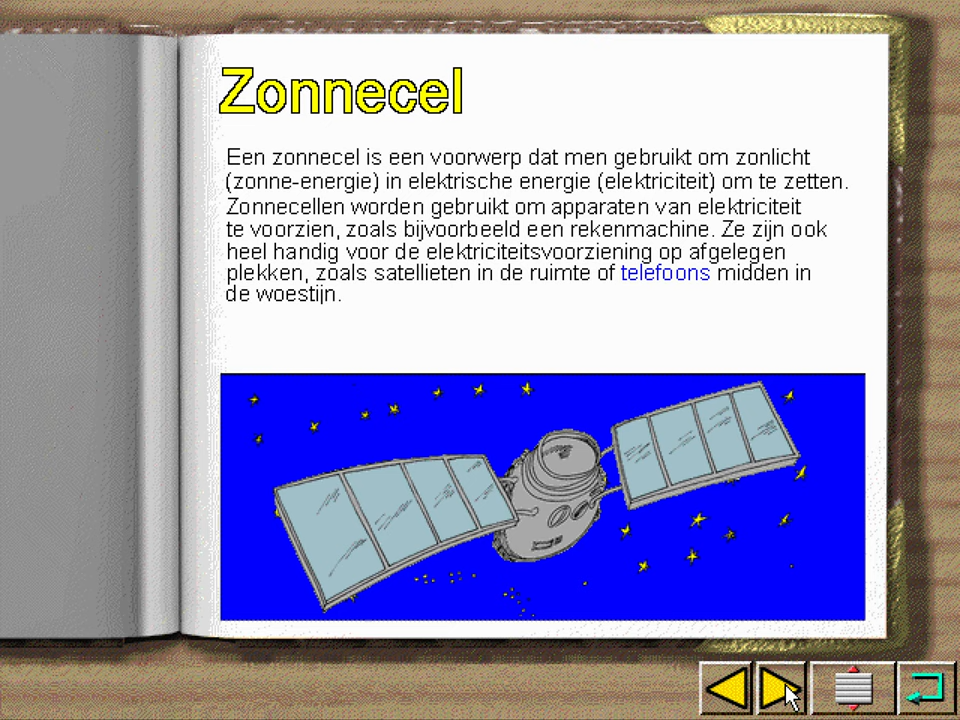 Zonnecel
Een zonnecel is een voorwerp dat men gebruikt om zonlicht
(zonne-energie) in elektrische energie (elektriciteit) om te zetten.
Zonnecellen worden gebruikt om apparaten van elektriciteit
te voorzien, zoals bijvoorbeeld een rekenmachine. Ze zijn ook
heel handig voor de elektriciteitsvoorziening op afgelegen
plekken, zoals satellieten in de ruimte of telefoons midden in
de woestijn.